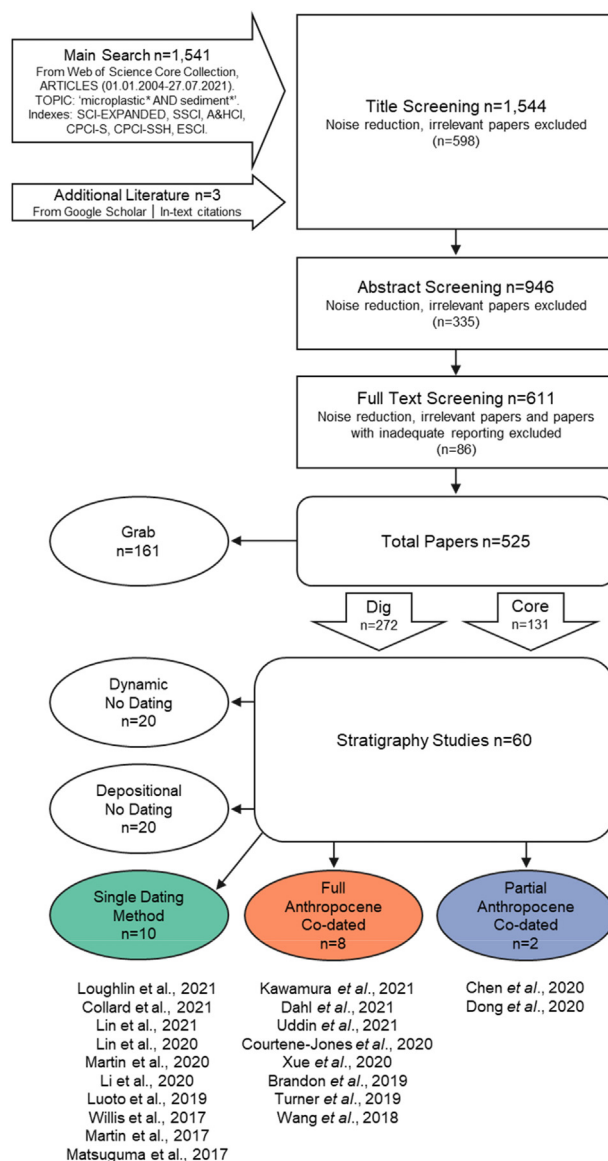 Main Search n=1,541
From Web of Science Core Collection,
ARTICLES (01.01.2004-27.07.2021).
TOPIC: 'microplastic* AND sediment*'.
Indexes: SCI-EXPANDED, SSCI, A&HCI,
CPCI-S, CPCI-SSH, ESCI.
Title Screening n=1,544
Noise reduction, irrelevant papers excluded
(n=598)
Additional Literature n=3
From Google Scholar | In-text citations
Abstract Screening n=946
Noise reduction, irrelevant papers excluded
(n=335)
Full Text Screening n=611
Noise reduction, irrelevant papers and papers
with inadequate reporting excluded
(n=86)
Grab
n=161
Total Papers n=525
Dig
n=272
Core
n=131
Dynamic
No Dating
n=20
Stratigraphy Studies n=60
Depositional
No Dating
n=20
Single Dating
Method
n=10
Full
Anthropocene
Co-dated
n=8
Partial
Anthropocene
Co-dated
n=2
Loughlin et al., 2021
Collard et al., 2021
Lin et al., 2021
Lin et al., 2020
Martin et al., 2020
Li et al., 2020
Luoto et al., 2019
Willis et al., 2017
Martin et al., 2017
Matsuguma et al., 2017
Kawamura et al., 2021
Dahl et al., 2021
Uddin et al., 2021
Courtene-Jones et al., 2020
Xue et al., 2020
Brandon et al., 2019
Turner et al., 2019
Wang et al., 2018
Chen et al., 2020
Dong et al., 2020